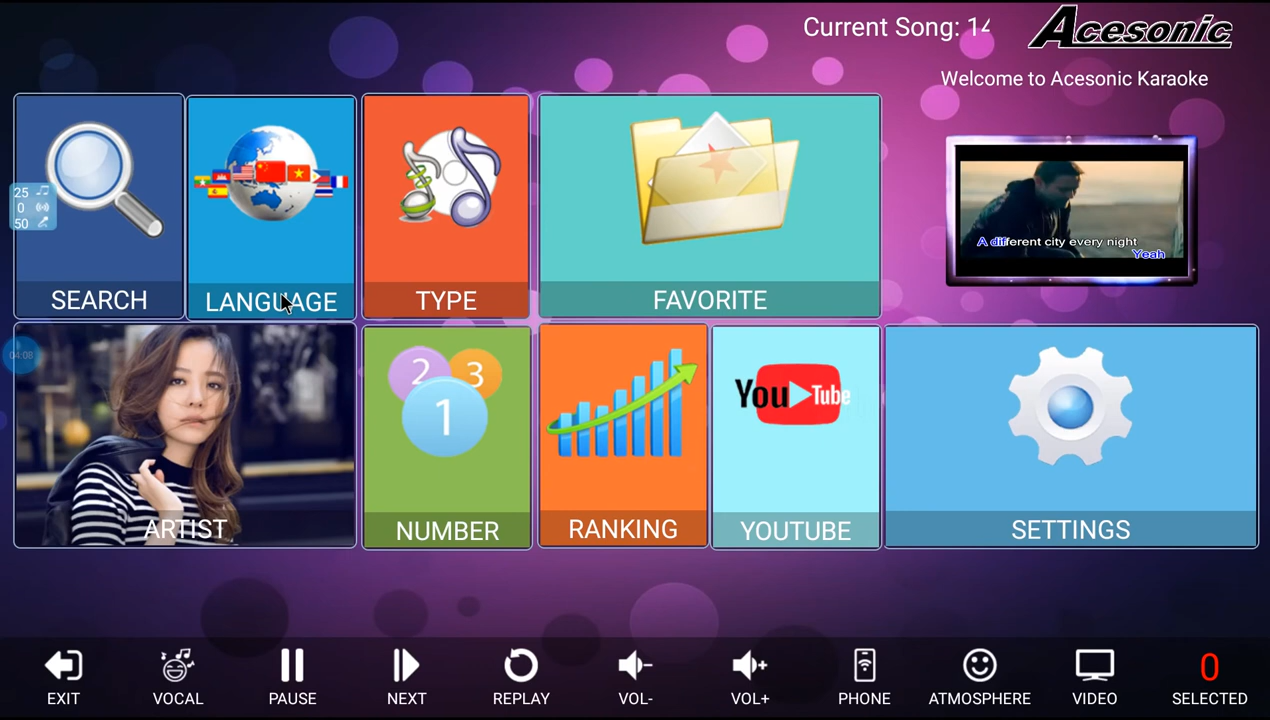 Current Song: 14
Acesonic
Welcome to Acesonic Karaoke
25
0
50
SEARCH
LANGUAGE
TYPE
FAVORITE
A different city every night
Yeah
04:08
ARTIST
2
3
1
NUMBER
RANKING
YouTube
YOUTUBE
SETTINGS
EXIT
VOCAL
PAUSE
NEXT
REPLAY
VOL-
VOL+
PHONE
ATMOSPHERE
VIDEO
0
SELECTED